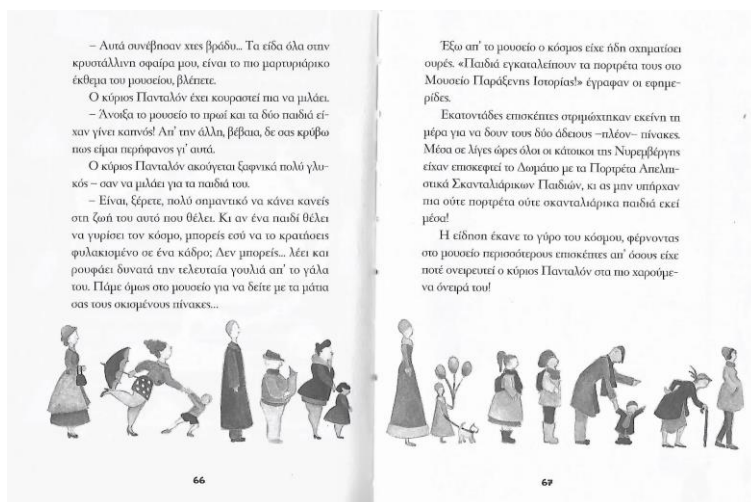 – Αυτά συνέβησαν χτες βράδυ... Τα είδα όλα στην
κρυστάλλινη σφαίρα μου, είναι το πιο μαρτυριάρικο
έκθεμα του μουσείου, βλέπετε.
Ο κύριος Πανταλόν έχει κουραστεί πια να μιλάει.
– Άνοιξα το μουσείο το πρωί και τα δύο παιδιά εί-
χαν γίνει καπνός! Απ' την άλλη, βέβαια, δε σας κρύβω
πως είμαι περήφανος γι' αυτά.
Ο κύριος Πανταλόν ακούγεται ξαφνικά πολύ γλυ-
κός – σαν να μιλάει για τα παιδιά του.
– Είναι, ξέρετε, πολύ σημαντικό να κάνει κανείς
στη ζωή του αυτό που θέλει. Κι αν ένα παιδί θέλει
να γυρίσει τον κόσμο, μπορείς εσύ να το κρατήσεις
φυλακισμένο σε ένα κάδρο; Δεν μπορείς... λέει και
ρουφάει δυνατά την τελευταία γουλιά απ' το γάλα
του. Πάμε όμως στο μουσείο για να δείτε με τα μάτια
σας τους σκισμένους πίνακες...
66
Έξω απ' το μουσείο ο κόσμος είχε ήδη σχηματίσει
ουρές. «Παιδιά εγκαταλείπουν τα πορτρέτα τους στο
Μουσείο Παράξενης Ιστορίας!» έγραφαν οι εφημε-
ρίδες.
Εκατοντάδες επισκέπτες στριμώχτηκαν εκείνη τη
μέρα για να δουν τους δύο άδειους –πλέον– πίνακες.
Μέσα σε λίγες ώρες όλοι οι κάτοικοι της Νυρεμβέργης
είχαν επισκεφτεί το Δωμάτιο με τα Πορτρέτα Απελπι-
στικά Σκανταλιάρικων Παιδιών, κι ας μην υπήρχαν
πια ούτε πορτρέτα ούτε σκανταλιάρικα παιδιά εκεί
μέσα!
Η είδηση έκανε το γύρο του κόσμου, φέρνοντας
στο μουσείο περισσότερους επισκέπτες απ' όσους είχε
ποτέ ονειρευτεί ο κύριος Πανταλόν στα πιο χαρούμε-
να όνειρά του!
67